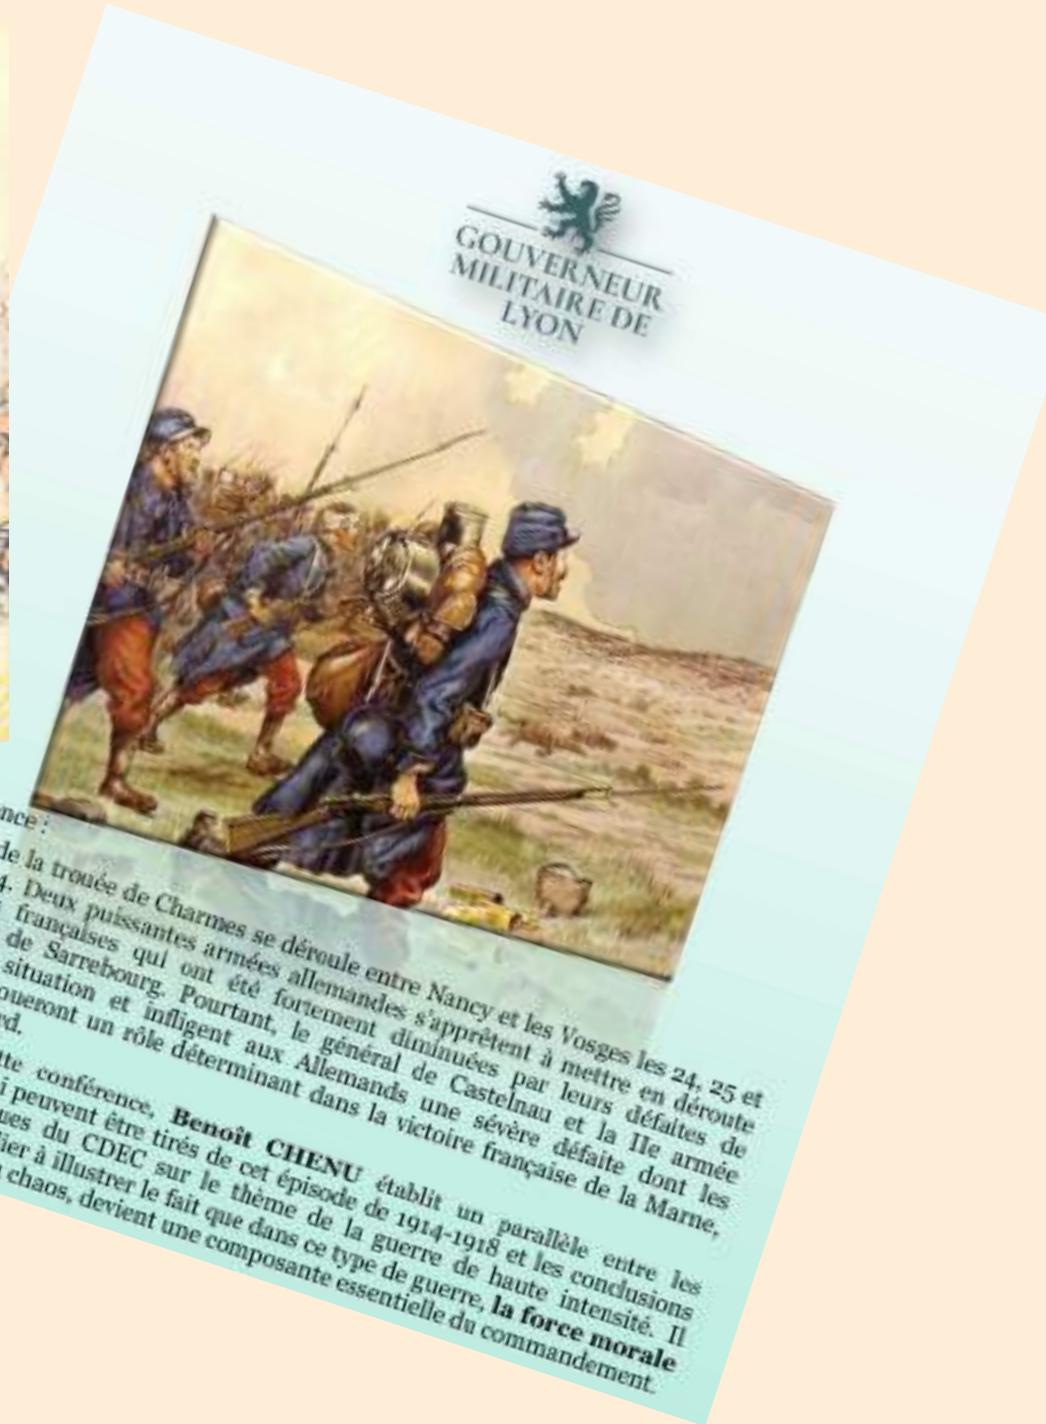 GOUVERNEUR
MILITAIRE DE
LYON
nce :
de la trouée de Charmes se déroule entre Nancy et les Vosges les 24, 25 et
4. Deux puissantes armées allemandes s'apprêtent à mettre en déroute
françaises qui ont été fortement diminuées par leurs défaites de
de Sarrebourg. Pourtant, le général de Castelnau et la IIe armée
situation et infligent aux Allemands une sévère défaite dont les
oueront un rôle déterminant dans la victoire française de la Marne,
rd.
tte conférence, Benoît CHENU établit un parallèle entre les
i peuvent être tirés de cet épisode de 1914-1918 et les conclusions
ues du CDEC sur le thème de la guerre de haute intensité. Il
lier à illustrer le fait que dans ce type de guerre, la force morale
chaos, devient une composante essentielle du commandement.